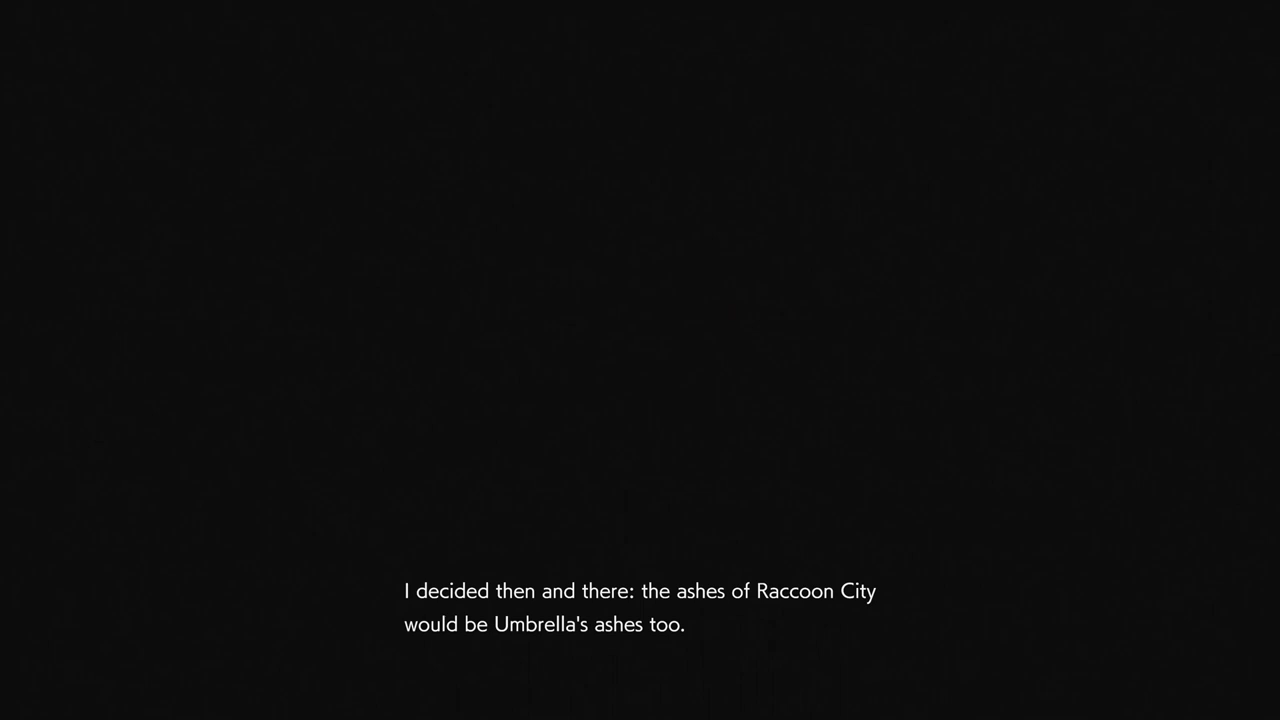 I decided then and there: the ashes of Raccoon City
would be Umbrella's ashes too.